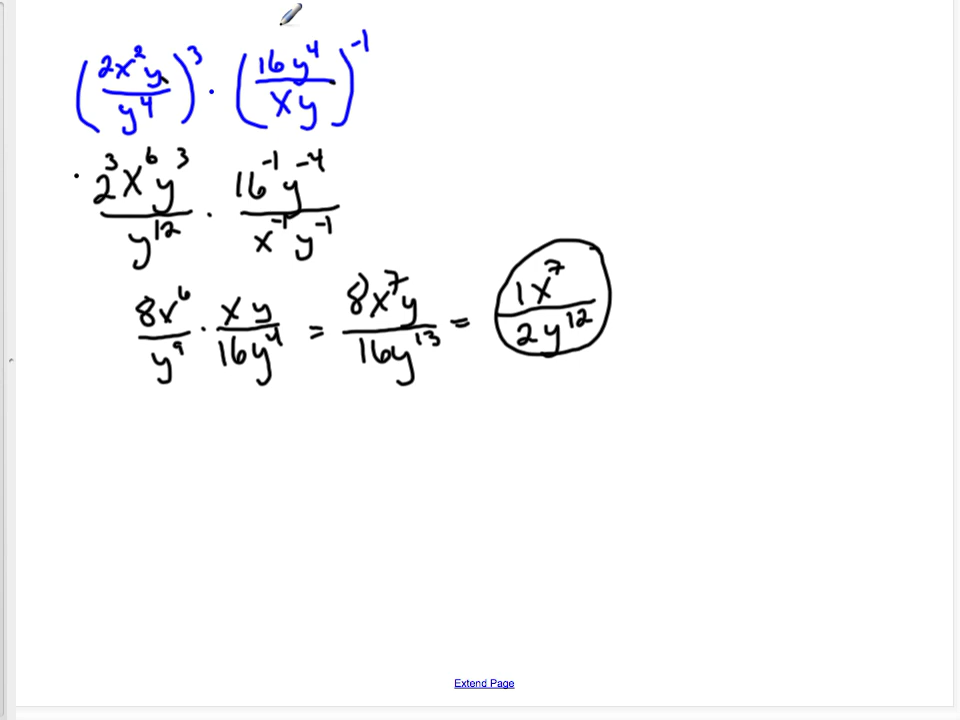 (2x²y/y⁴)³ · (16y⁴/xy)⁻¹
· 2³x⁶y³/y¹² · 16⁻¹y⁻⁴/x⁻¹y⁻¹
8x⁶/y⁹ · xy/16y⁴ = 8x⁷y/16y¹³ = 1x⁷/2y¹²
Extend Page